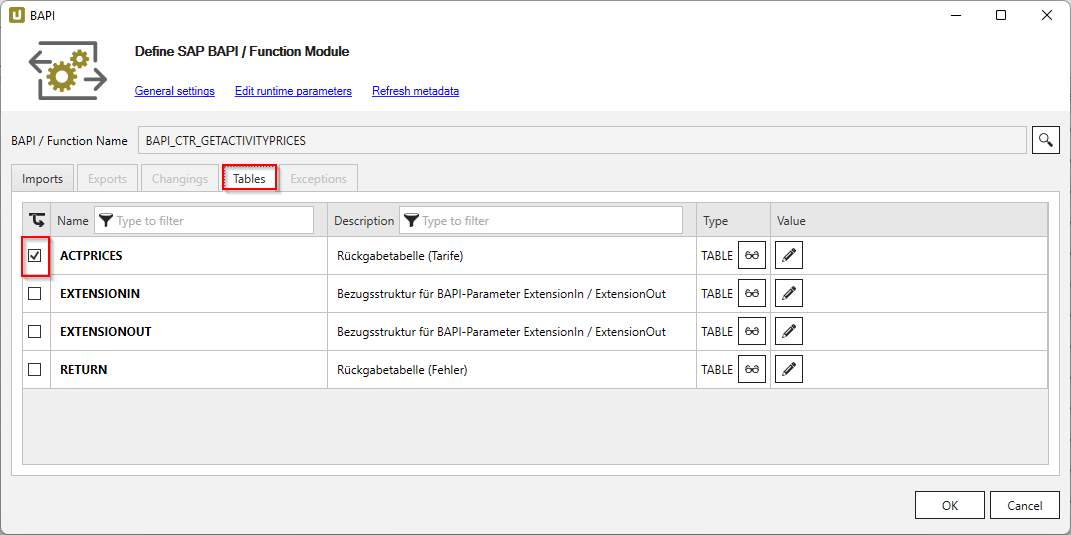 BAPI
Define SAP BAPI / Function Module
General settings Edit runtime parameters Refresh metadata
BAPI / Function Name BAPI_CTR_GETACTIVITYPRICES
Imports Exports Changings Tables Exceptions
Name Type to filter Description Type to filter Type Value
ACTPRICES Rückgabetabelle (Tarife) TABLE
EXTENSIONIN Bezugsstruktur für BAPI-Parameter ExtensionIn / ExtensionOut TABLE
EXTENSIONOUT Bezugsstruktur für BAPI-Parameter ExtensionIn / ExtensionOut TABLE
RETURN Rückgabetabelle (Fehler) TABLE
OK Cancel